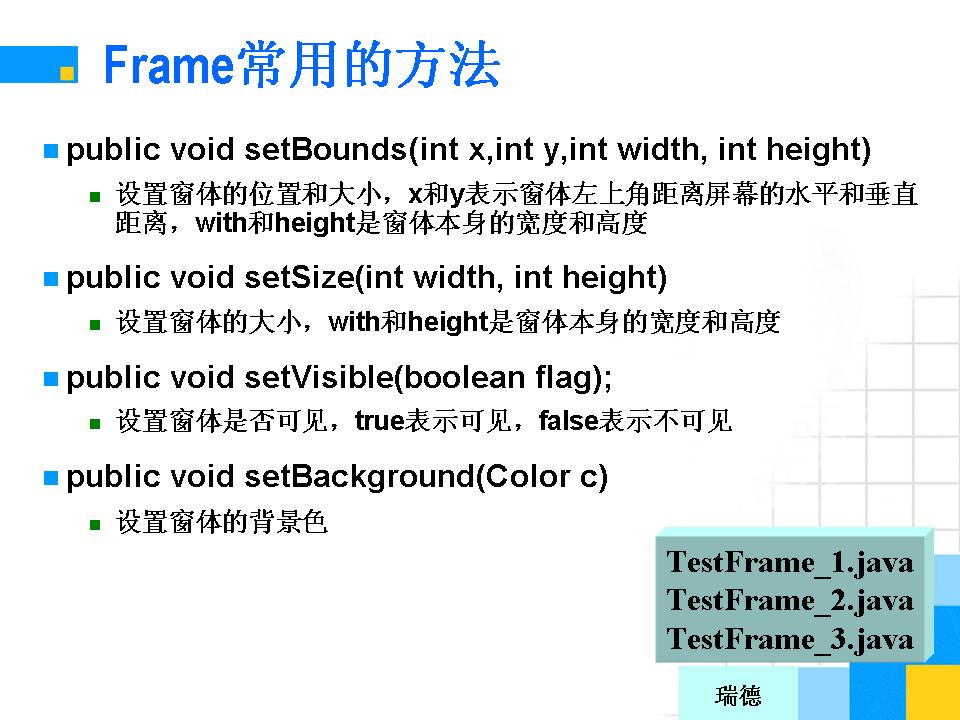 Frame常用的方法
public void setBounds(int x,int y,int width, int height)
设置窗体的位置和大小，x和y表示窗体左上角距离屏幕的水平和垂直
距离，with和height是窗体本身的宽度和高度
public void setSize(int width, int height)
设置窗体的大小，with和height是窗体本身的宽度和高度
public void setVisible(boolean flag);
设置窗体是否可见，true表示可见，false表示不可见
public void setBackground(Color c)
设置窗体的背景色
TestFrame_1.java
TestFrame_2.java
TestFrame_3.java
瑞德